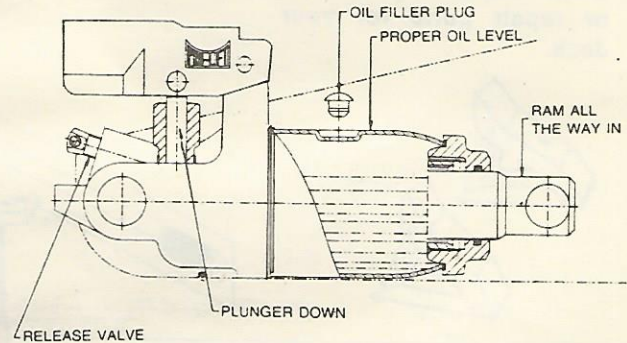 OIL FILLER PLUG
PROPER OIL LEVEL
RAM ALL
THE WAY IN
PLUNGER DOWN
RELEASE VALVE